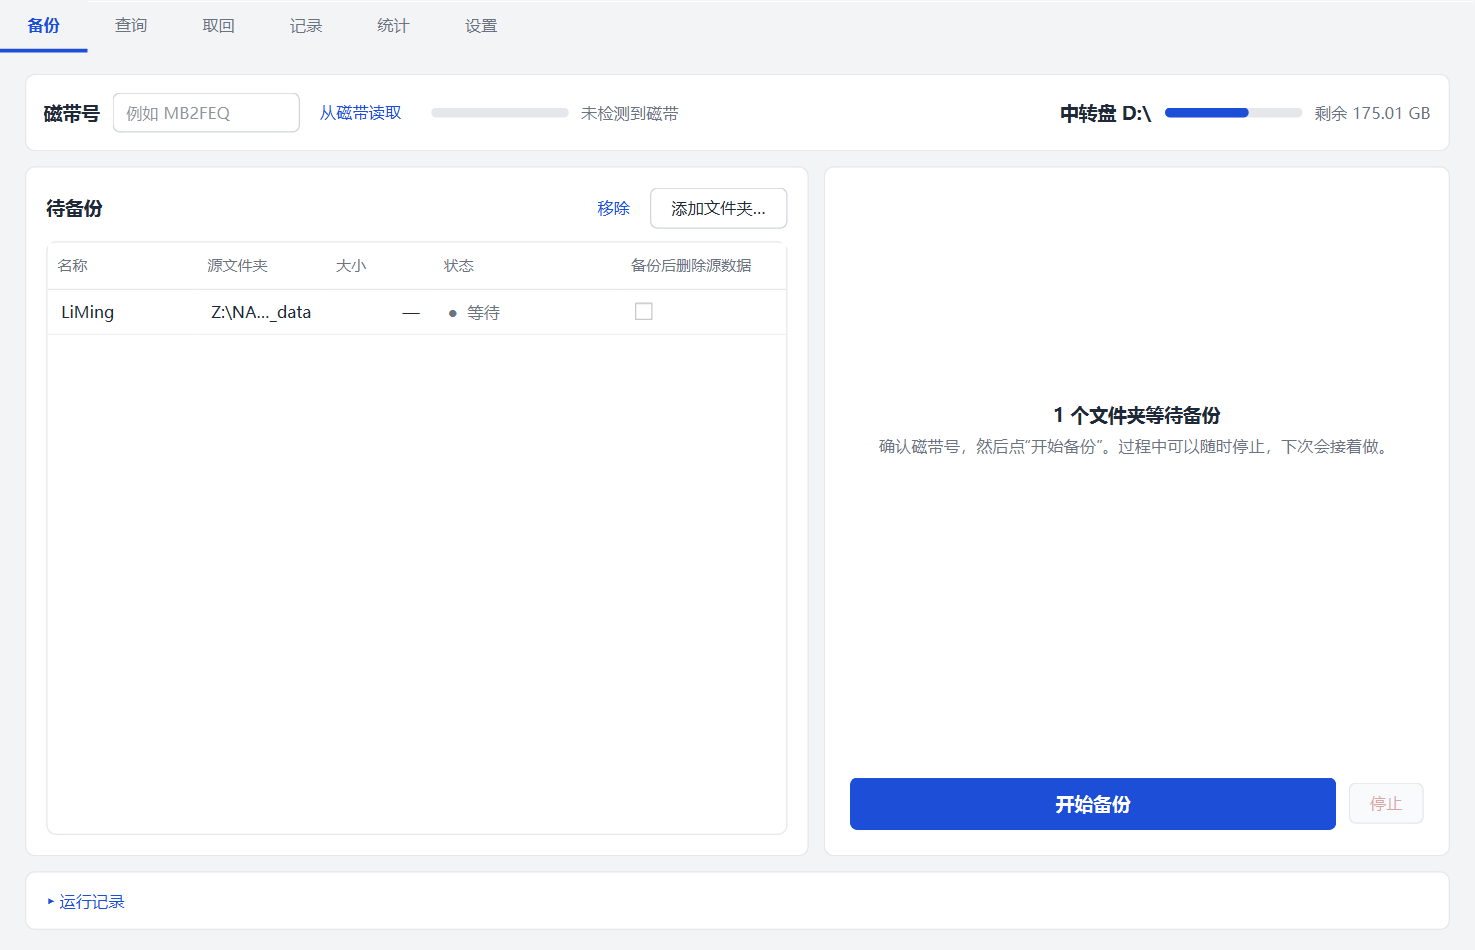 备份 查询 取回 记录 统计 设置
磁带号 例如 MB2FEQ 从磁带读取 未检测到磁带 中转盘 D:\ 剩余 175.01 GB
待备份 移除 添加文件夹...
名称 源文件夹 大小 状态 备份后删除源数据
LiMing Z:\NA..._data — 等待
1 个文件夹等待备份
确认磁带号，然后点“开始备份”。过程中可以随时停止，下次会接着做。
开始备份 停止
运行记录